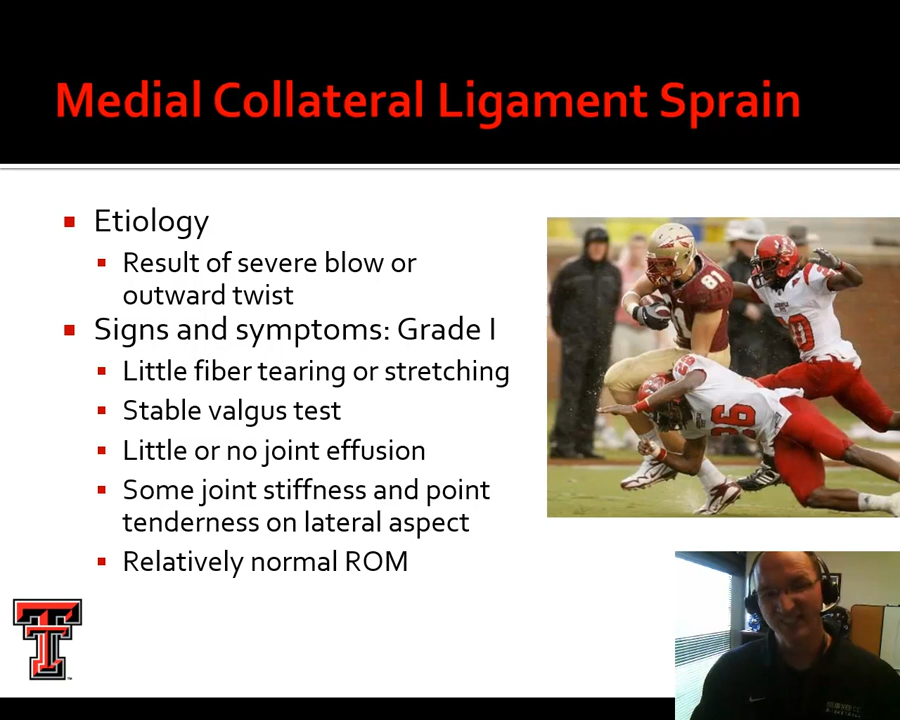 Medial Collateral Ligament Sprain
Etiology
Result of severe blow or
outward twist
Signs and symptoms: Grade I
Little fiber tearing or stretching
Stable valgus test
Little or no joint effusion
Some joint stiffness and point
tenderness on lateral aspect
Relatively normal ROM
81
26
T